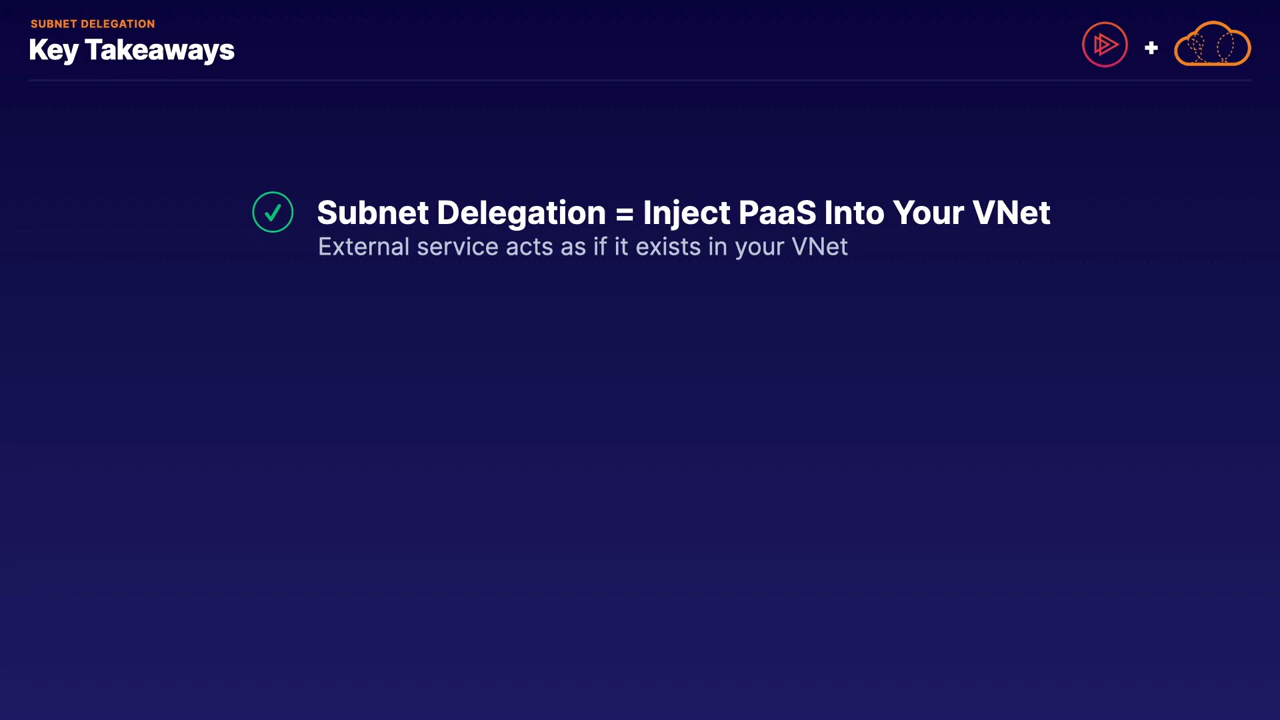 SUBNET DELEGATION
Key Takeaways
+
Subnet Delegation = Inject PaaS Into Your VNet
External service acts as if it exists in your VNet